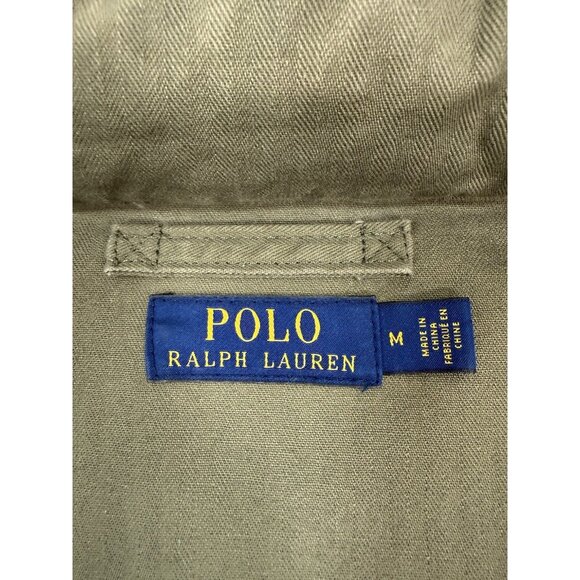 POLO
RALPH LAUREN
M
MADE IN
CHINA
FABRIQUÉ EN
CHINE